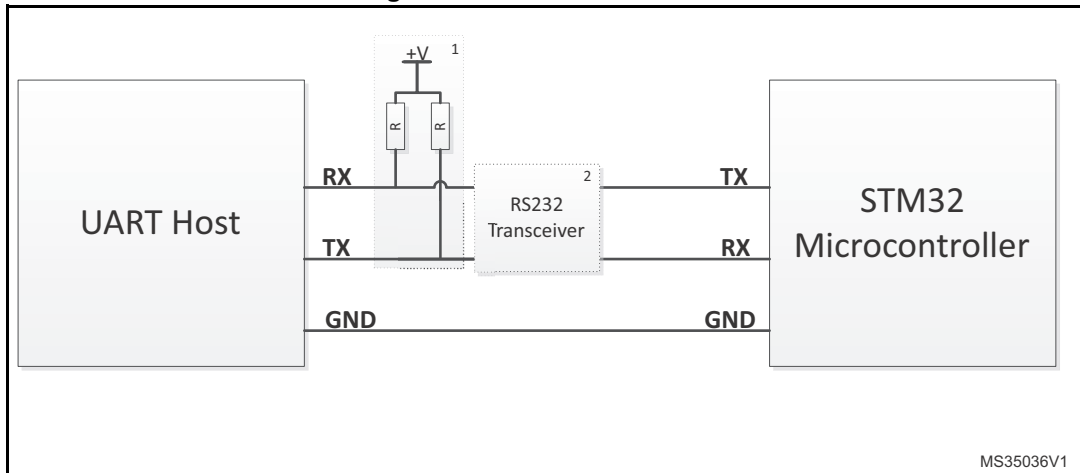 +V
1
R
R
RX
TX
2
RS232
Transceiver
UART Host
STM32
Microcontroller
TX
RX
GND
GND
MS35036V1